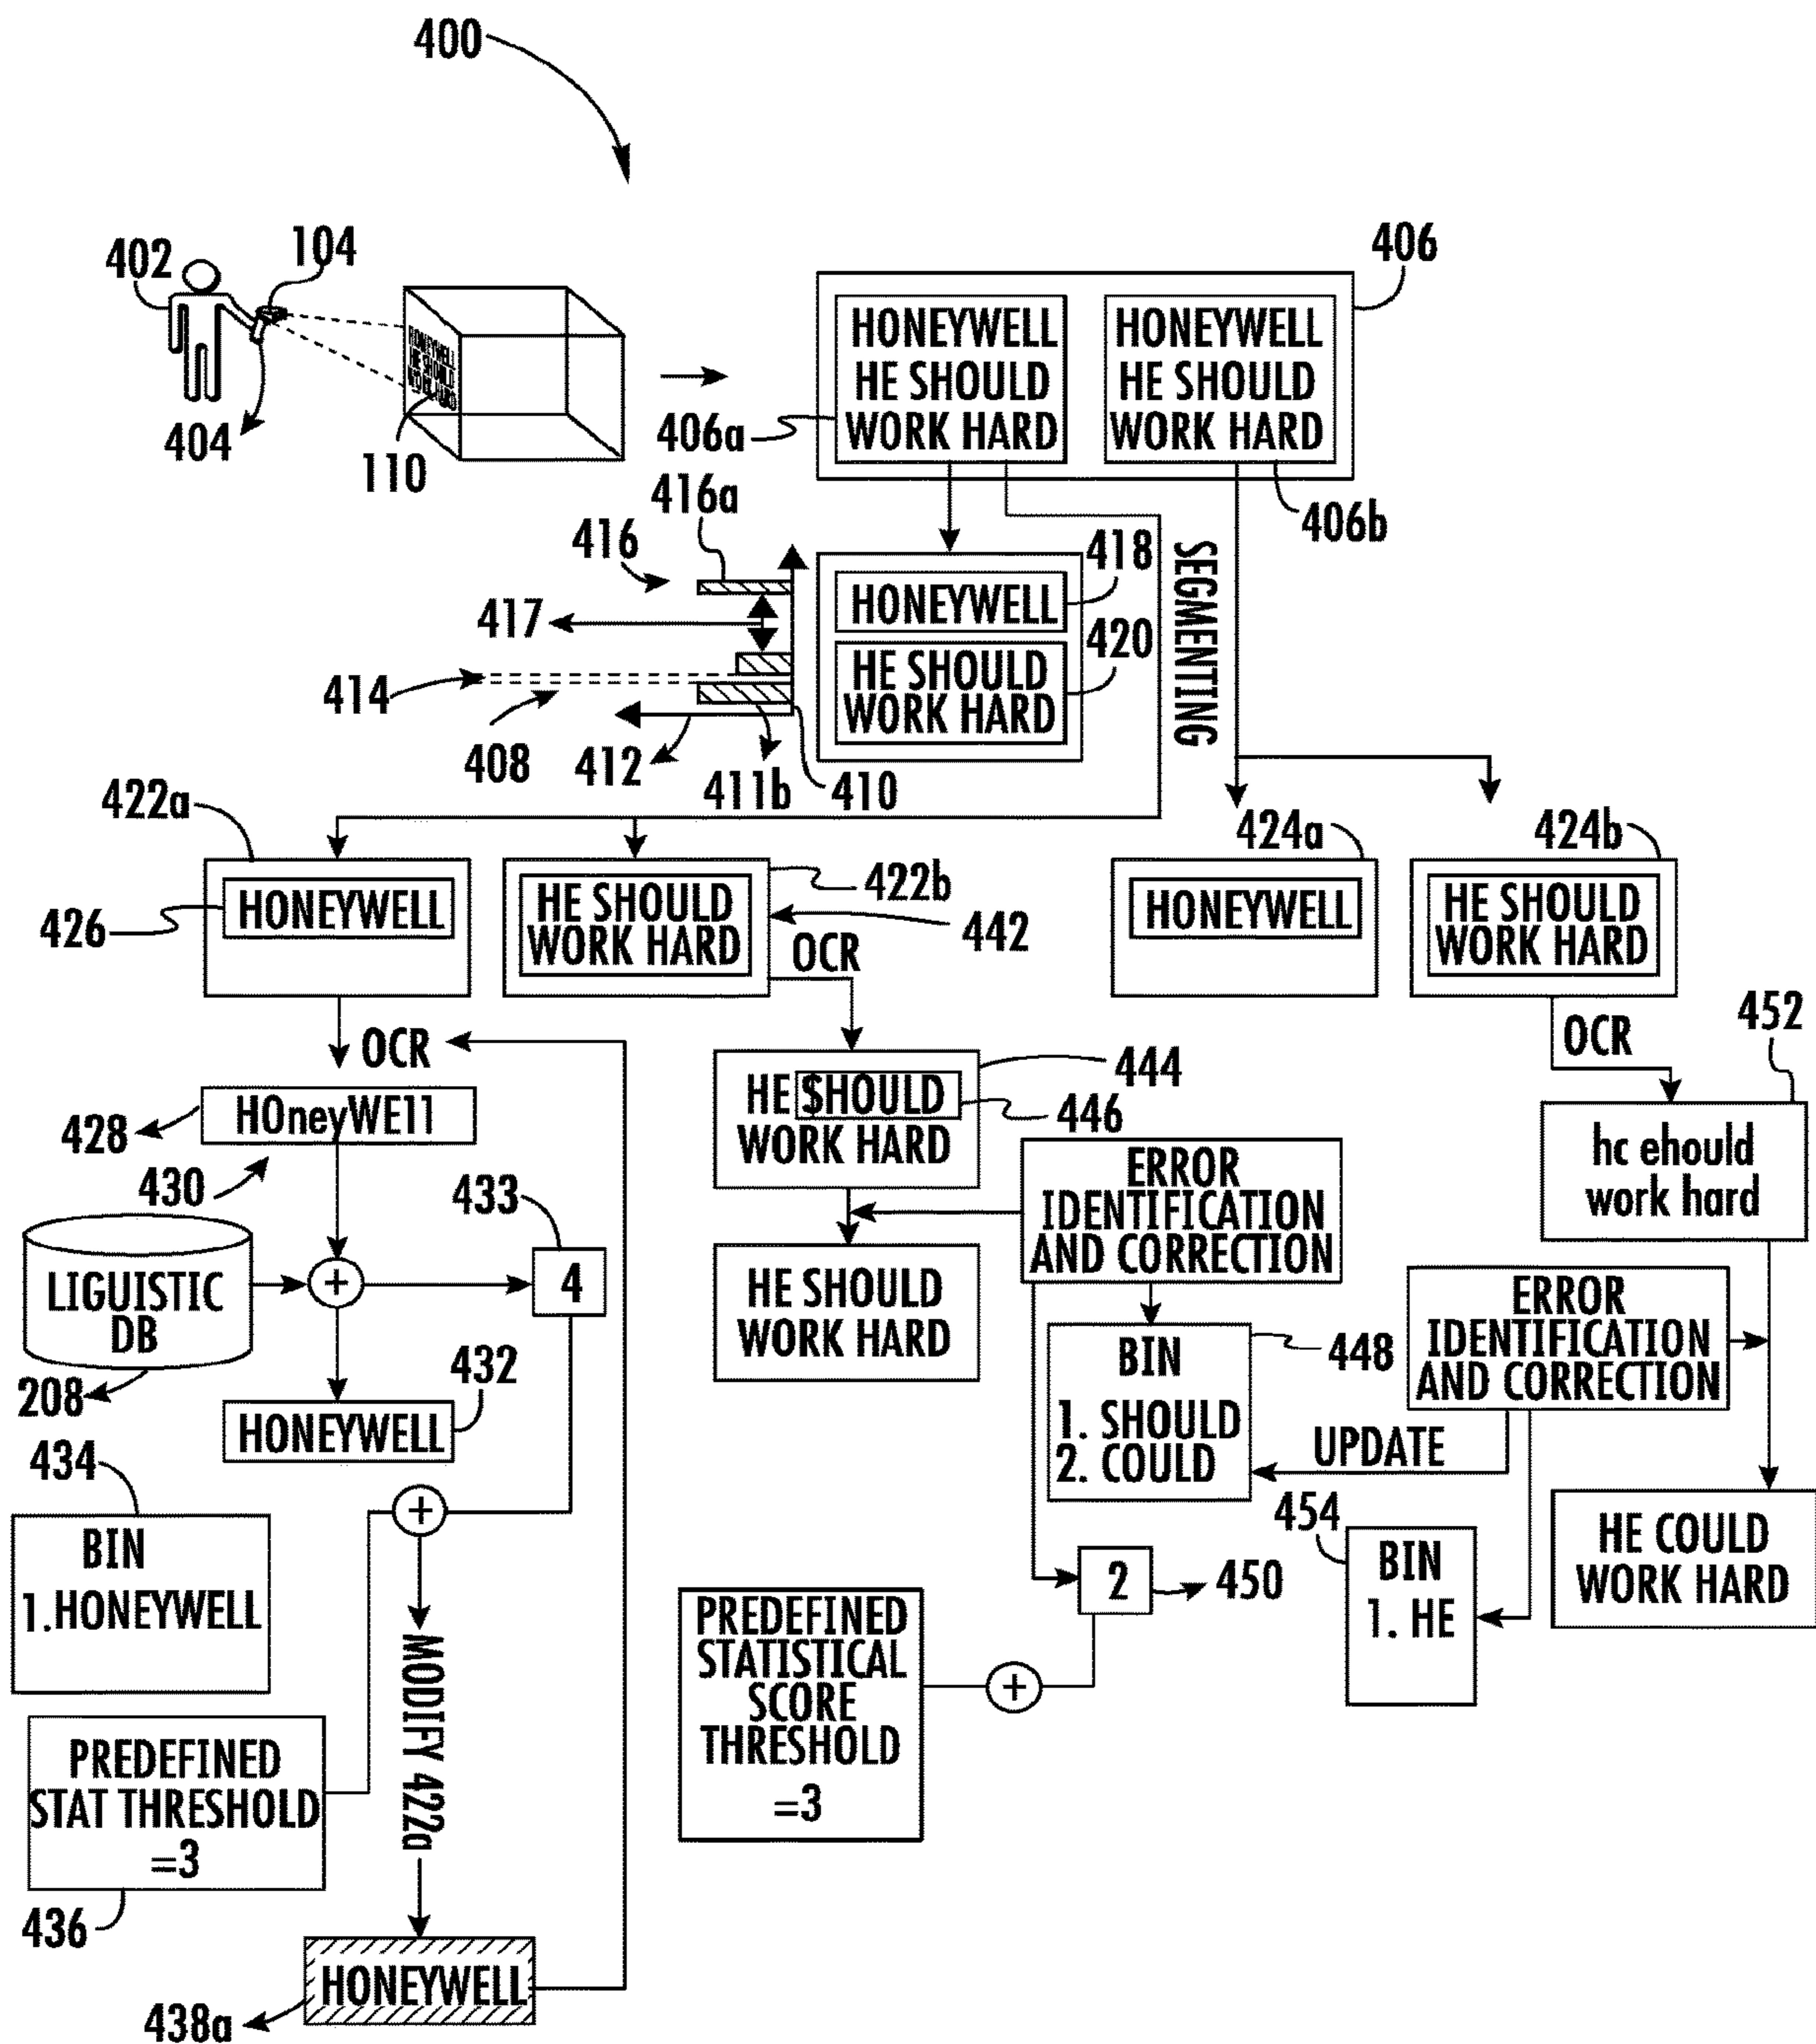 400
402
104
404
110
HONEYWELL
HE SHOULD
WORK HARD
406
HONEYWELL
HE SHOULD
WORK HARD
406a
HONEYWELL
HE SHOULD
WORK HARD
406b
416a
416
417
414
408
412
411b
410
HONEYWELL
418
HE SHOULD
WORK HARD
420
SEGMENTING
422a
HONEYWELL
426
HE SHOULD
WORK HARD
422b
442
OCR
424a
HONEYWELL
424b
HE SHOULD
WORK HARD
OCR
452
OCR
HOneyWE11
428
430
433
4
LIGUISTIC
DB
208
432
HONEYWELL
HE $HOULD
WORK HARD
444
446
HE SHOULD
WORK HARD
ERROR
IDENTIFICATION
AND CORRECTION
BIN
1. SHOULD
2. COULD
448
hc ehould
work hard
ERROR
IDENTIFICATION
AND CORRECTION
UPDATE
454
BIN
1. HE
HE COULD
WORK HARD
434
BIN
1.HONEYWELL
PREDEFINED
STAT THRESHOLD
=3
436
MODIFY 422a
PREDEFINED
STATISTICAL
SCORE
THRESHOLD
=3
2
450
HONEYWELL
438a